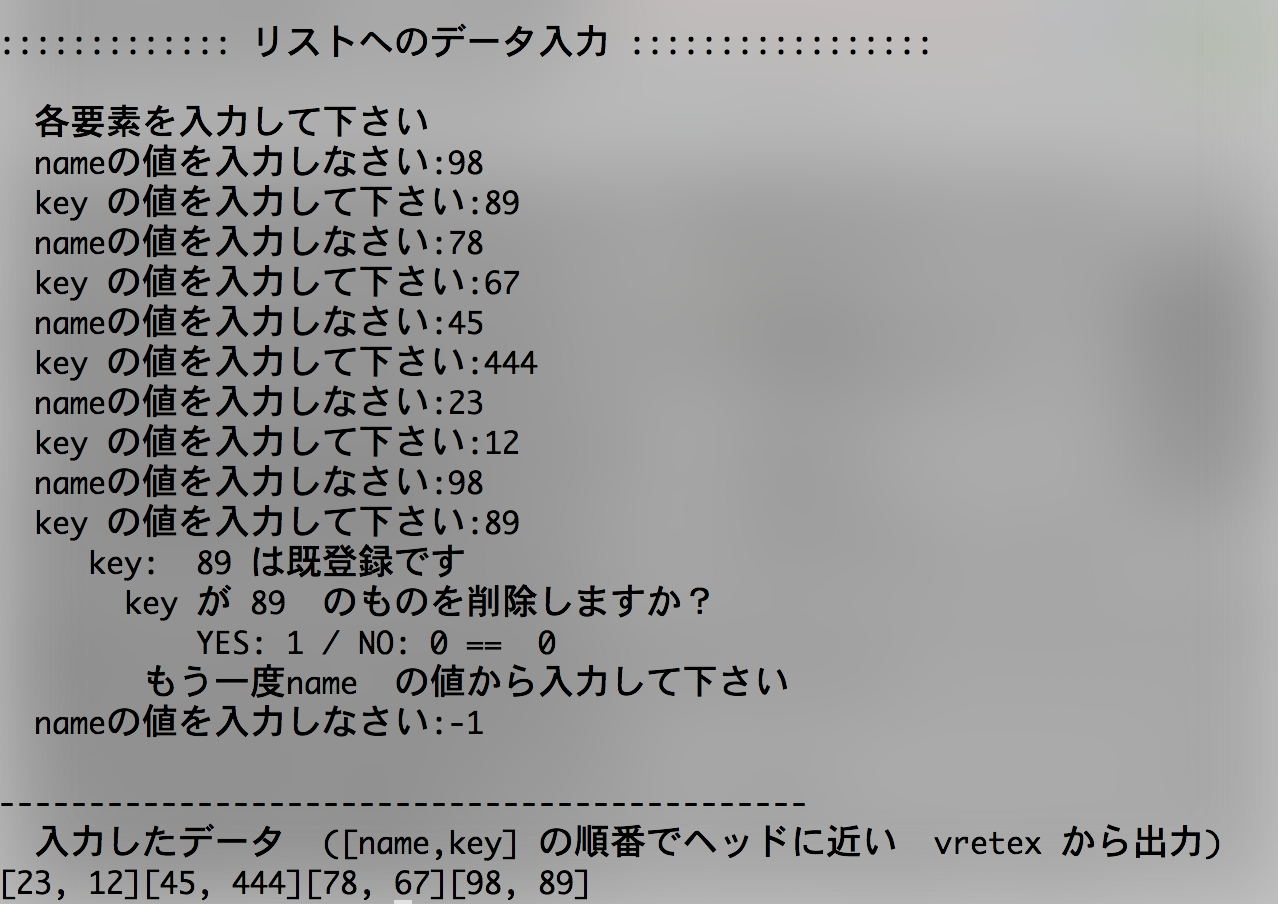 ::::::::::::: リストへのデータ入力 :::::::::::::::::
各要素を入力して下さい
nameの値を入力しなさい:98
key の値を入力して下さい:89
nameの値を入力しなさい:78
key の値を入力して下さい:67
nameの値を入力しなさい:45
key の値を入力して下さい:444
nameの値を入力しなさい:23
key の値を入力して下さい:12
nameの値を入力しなさい:98
key の値を入力して下さい:89
key:  89 は既登録です
key が 89  のものを削除しますか？
YES: 1 / NO: 0 ==  0
もう一度name  の値から入力して下さい
nameの値を入力しなさい:-1
---------------------------------------------
入力したデータ  ([name,key] の順番でヘッドに近い  vretex から出力)
[23, 12][45, 444][78, 67][98, 89]